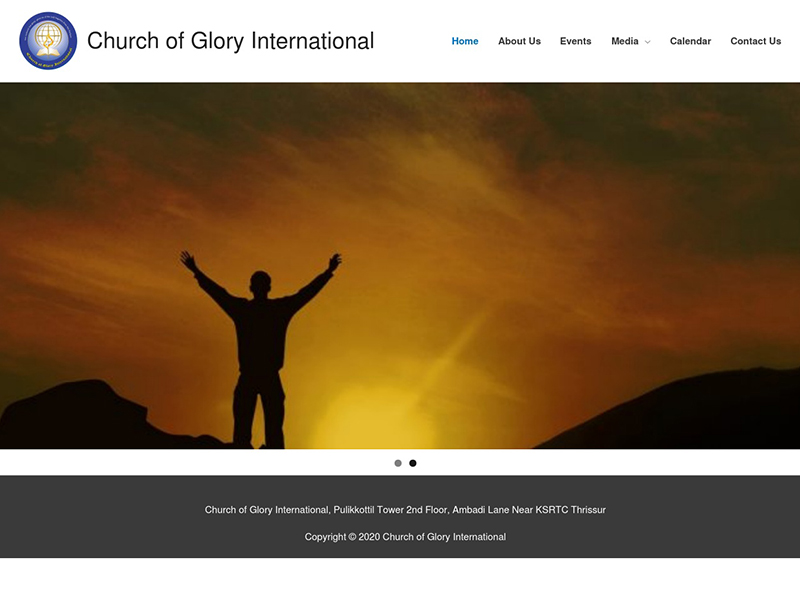 Church of Glory International
Home
About Us
Events
Media
Calendar
Contact Us
Church of Glory International, Pulikkottil Tower 2nd Floor, Ambadi Lane Near KSRTC Thrissur
Copyright © 2020 Church of Glory International